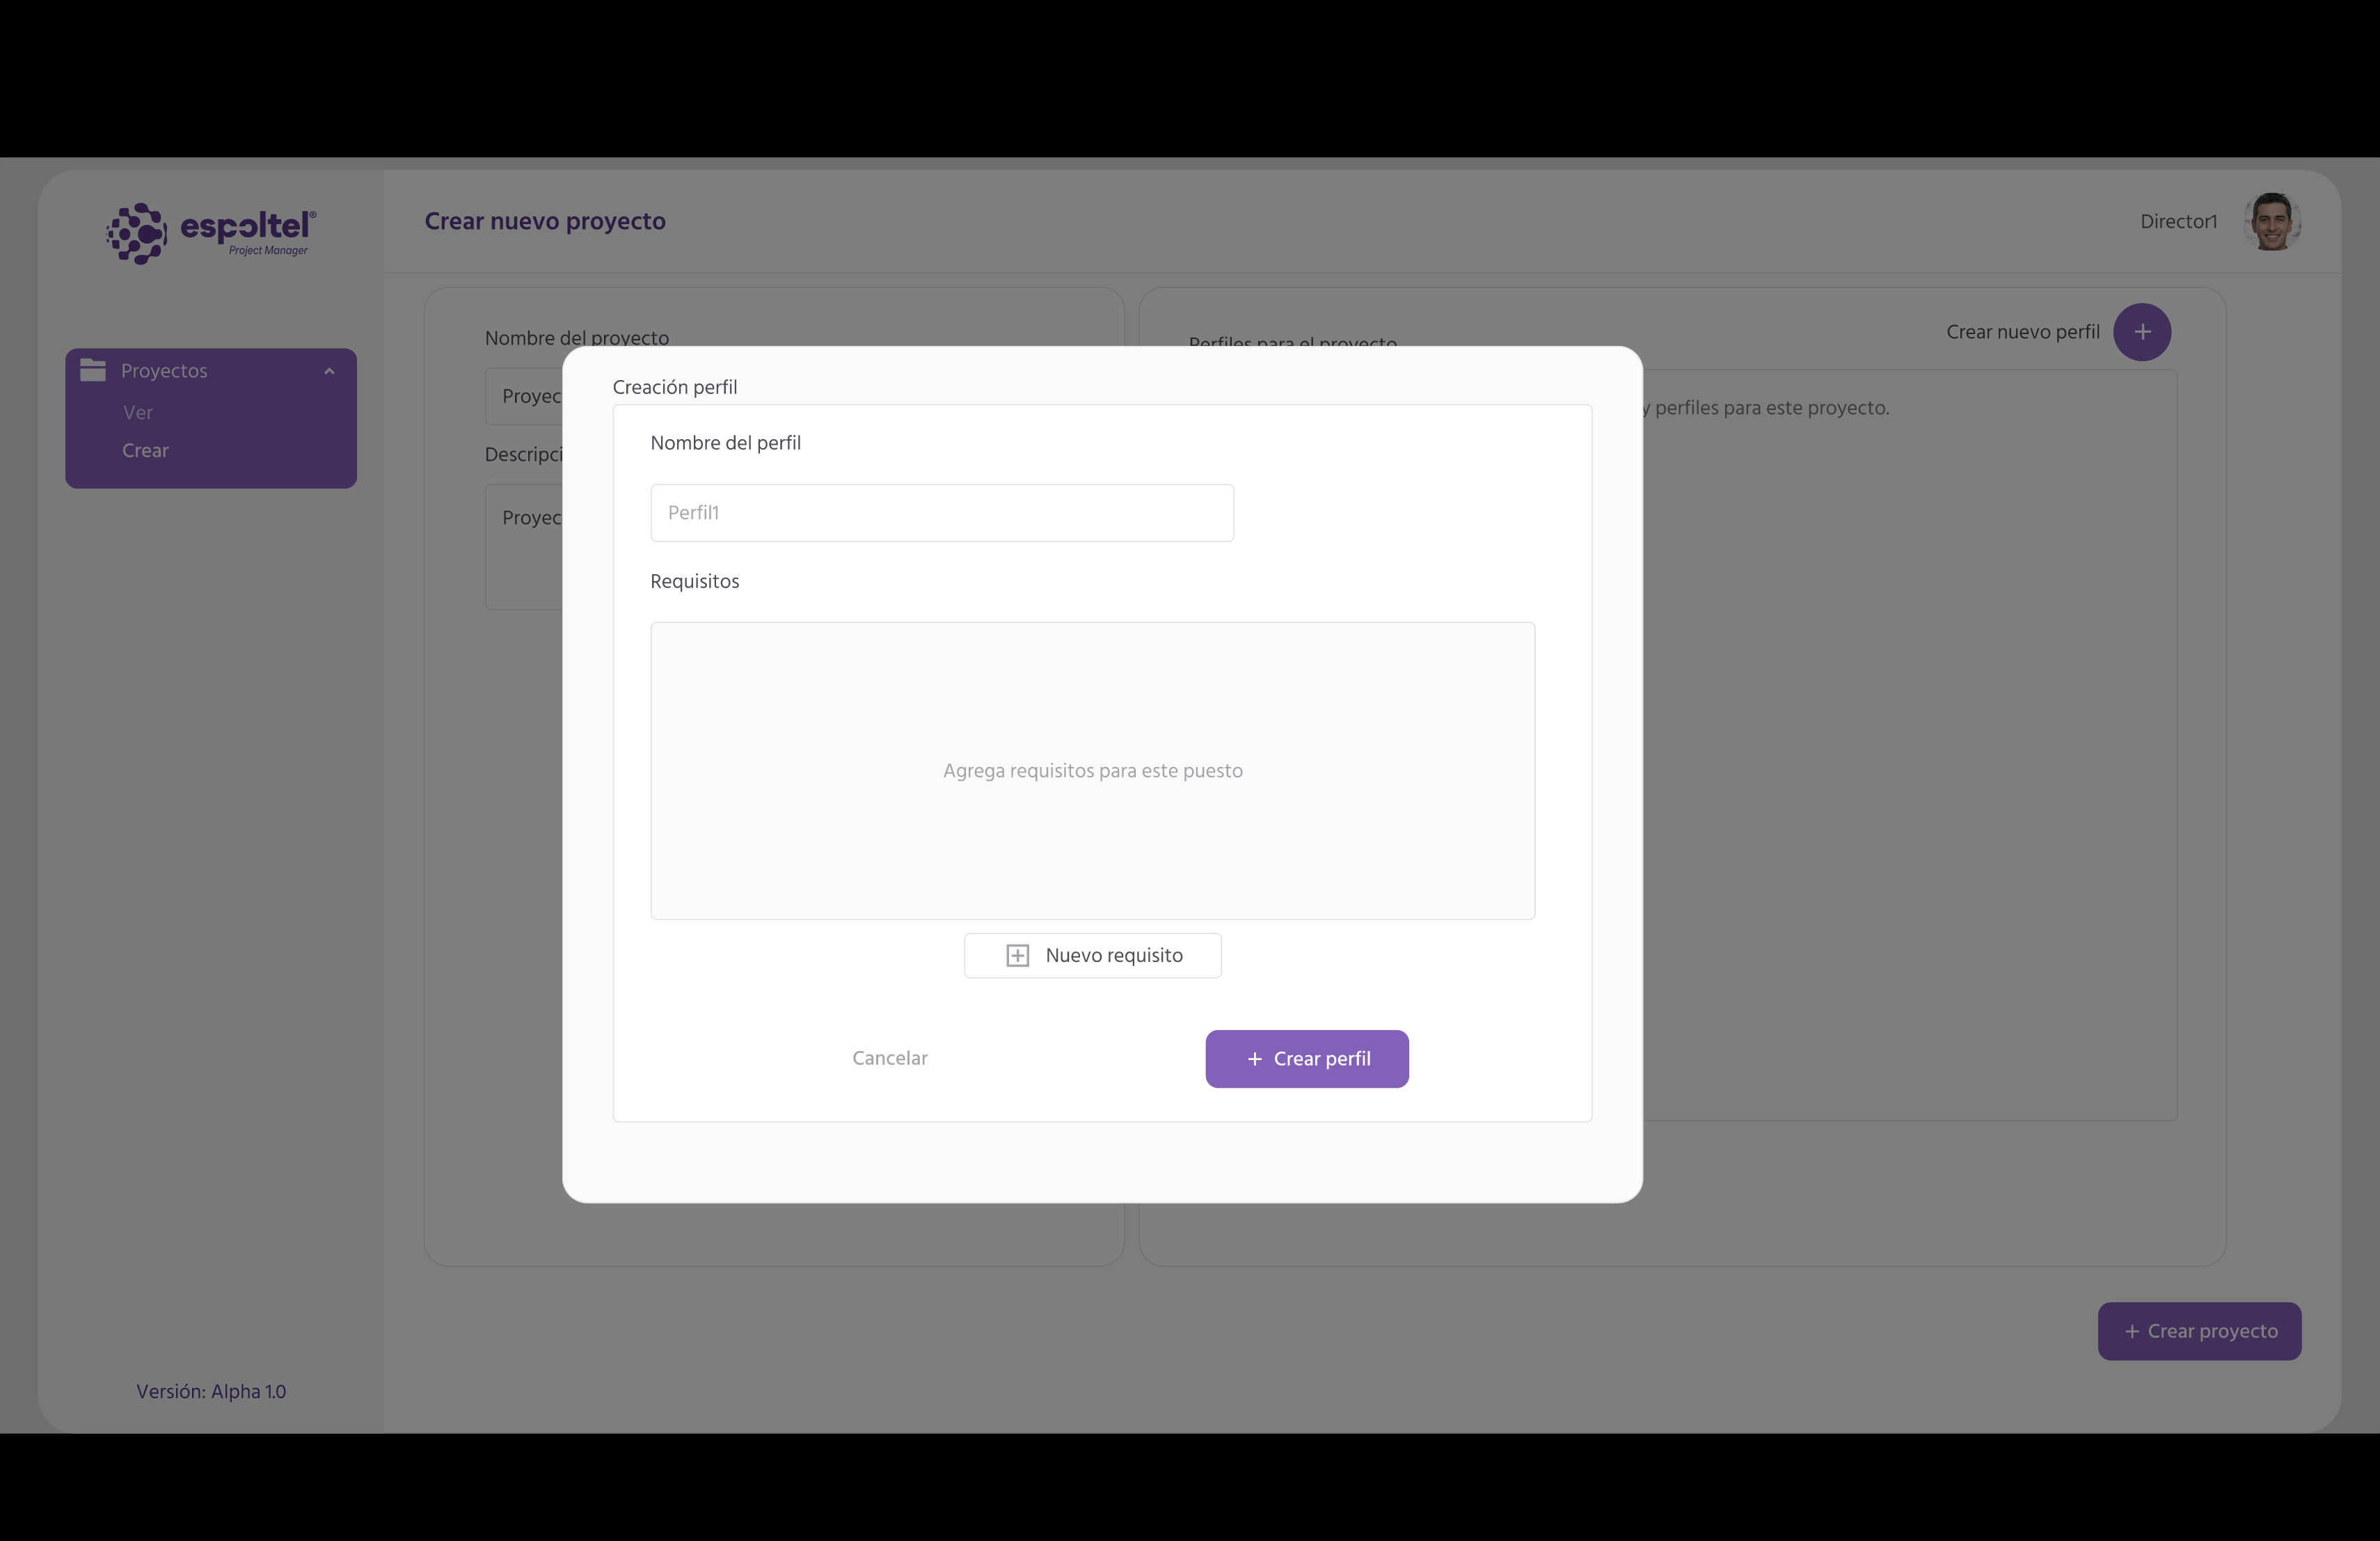 espoltel®
Project Manager
Crear nuevo proyecto
Director1
Proyectos
Ver
Crear
Nombre del proyecto
Proyec
Descripci
Proyec
Perfiles para el proyecto
Crear nuevo perfil
y perfiles para este proyecto.
Creación perfil
Nombre del perfil
Perfil1
Requisitos
Agrega requisitos para este puesto
Nuevo requisito
Cancelar
+ Crear perfil
+ Crear proyecto
Versión: Alpha 1.0